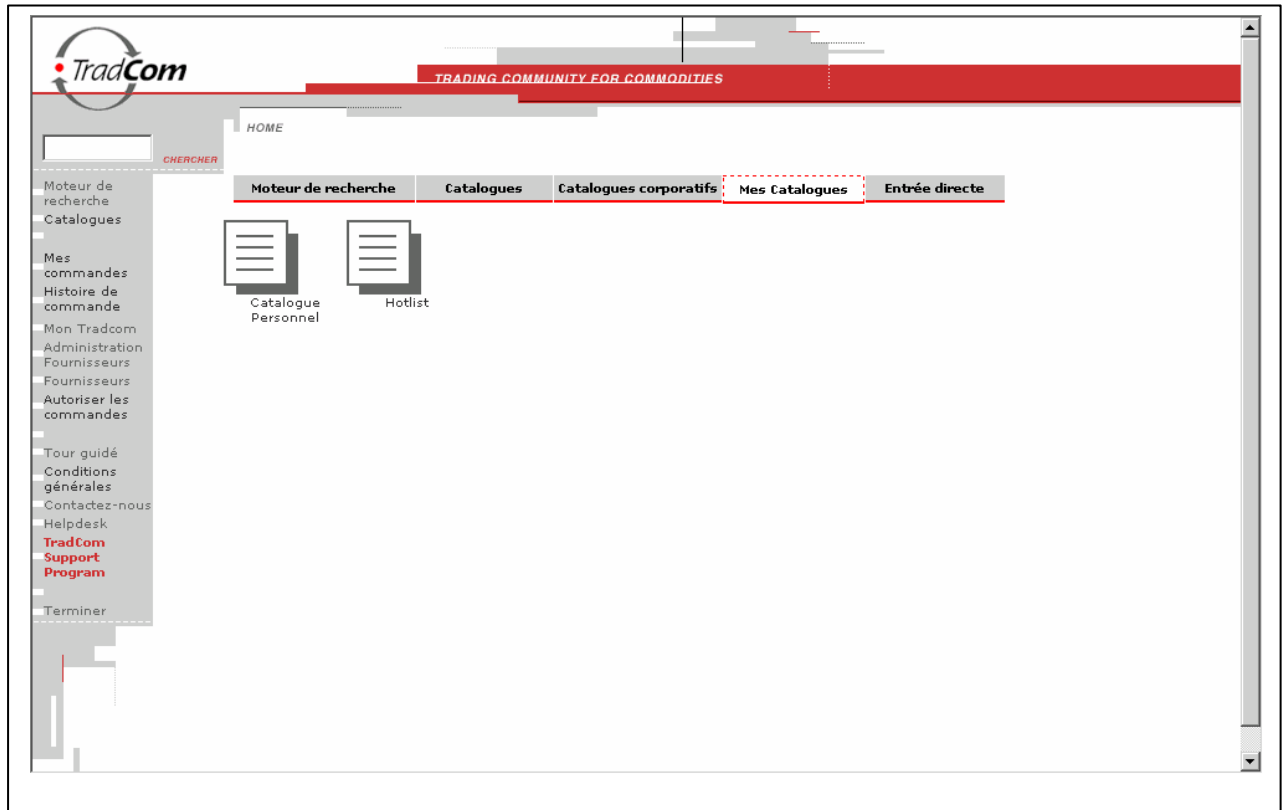 TradCom
TRADING COMMUNITY FOR COMMODITIES
HOME
CHERCHER
Moteur de recherche Catalogues Catalogues corporatifs Mes Catalogues Entrée directe
Moteur de
recherche
Catalogues
Mes
commandes
Histoire de
commande
Mon Tradcom
Administration
Fournisseurs
Fournisseurs
Autoriser les
commandes
Tour guidé
Conditions
générales
Contactez-nous
Helpdesk
TradCom
Support
Program
Terminer
Catalogue
Personnel
Hotlist